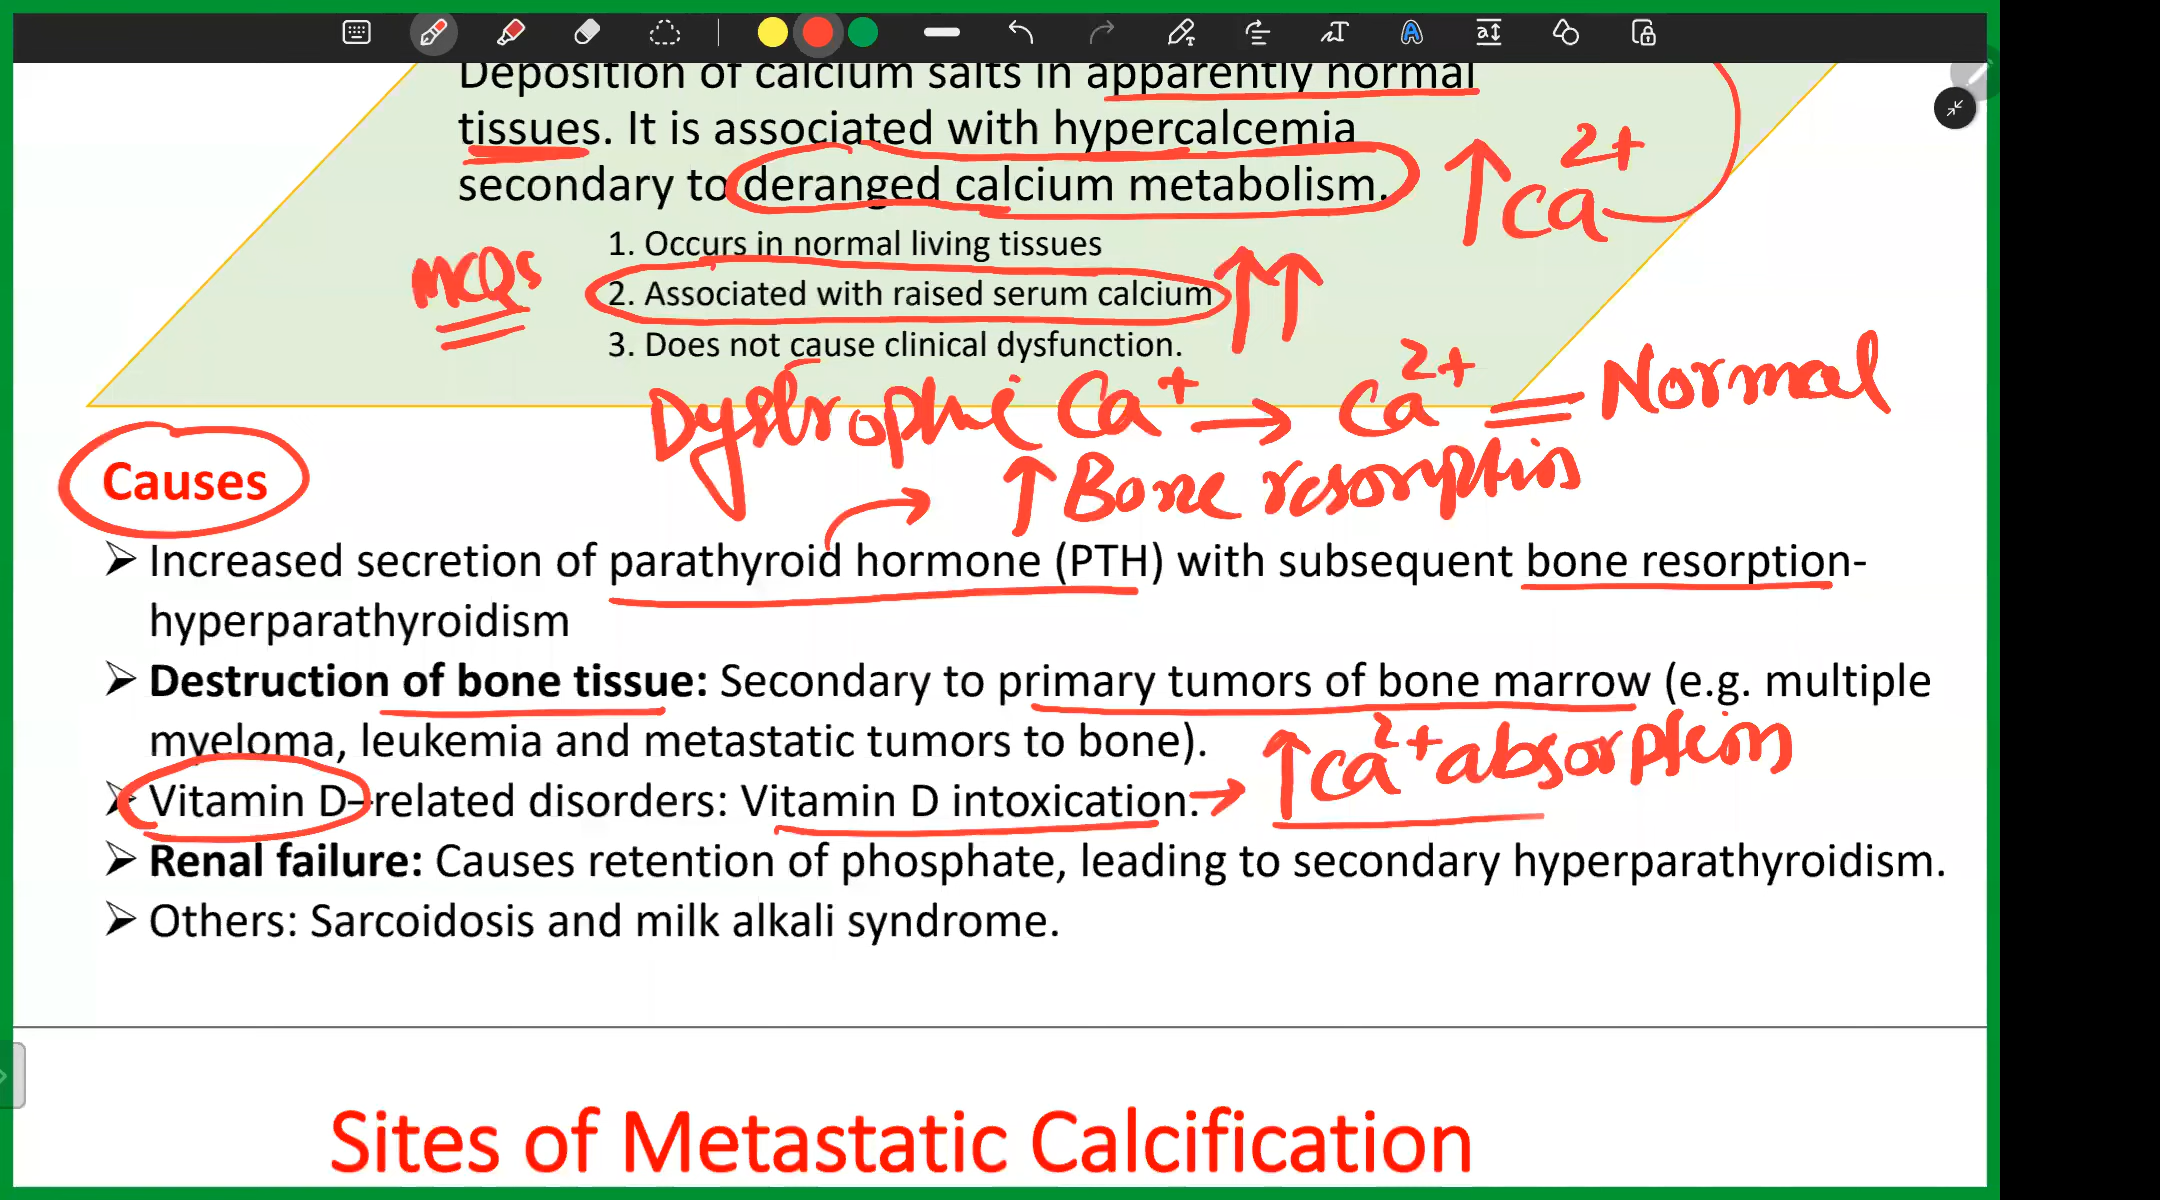 Deposition of calcium salts in apparently normal
tissues. It is associated with hypercalcemia
secondary to deranged calcium metabolism.
↑ Ca2+
1. Occurs in normal living tissues
MCQs
2. Associated with raised serum calcium ↑↑
3. Does not cause clinical dysfunction.
Dystrophic Ca+ → Ca2+ = Normal
Causes
↑ Bone resorption
Increased secretion of parathyroid hormone (PTH) with subsequent bone resorption-
hyperparathyroidism
Destruction of bone tissue: Secondary to primary tumors of bone marrow (e.g. multiple
myeloma, leukemia and metastatic tumors to bone).
Vitamin D–related disorders: Vitamin D intoxication. → ↑ Ca2+ absorption
Renal failure: Causes retention of phosphate, leading to secondary hyperparathyroidism.
Others: Sarcoidosis and milk alkali syndrome.
Sites of Metastatic Calcification